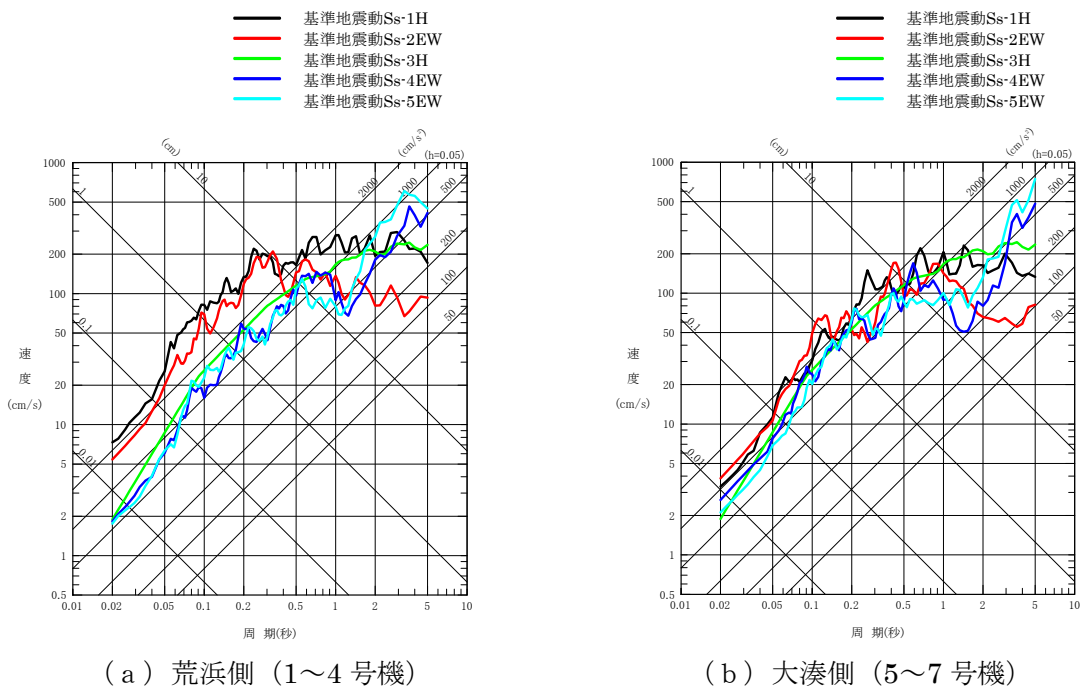 基準地震動Ss-1H
基準地震動Ss-2EW
基準地震動Ss-3H
基準地震動Ss-4EW
基準地震動Ss-5EW
(cm)
(cm/s²)
(h=0.05)
1000
500
200
100
50
20
10
5
2
1
0.5
0.01
0.02
0.05
0.1
0.2
0.5
1
2
5
10
10
1
0.1
0.01
2000
1000
500
200
100
50
速
度
(cm/s)
周 期(秒)
(a)荒浜側(1~4 号機)
基準地震動Ss-1H
基準地震動Ss-2EW
基準地震動Ss-3H
基準地震動Ss-4EW
基準地震動Ss-5EW
(cm)
(cm/s²)
(h=0.05)
1000
500
200
100
50
20
10
5
2
1
0.5
0.01
0.02
0.05
0.1
0.2
0.5
1
2
5
10
10
1
0.1
0.01
2000
1000
500
200
100
50
速
度
(cm/s)
周 期(秒)
(b)大湊側(5~7 号機)